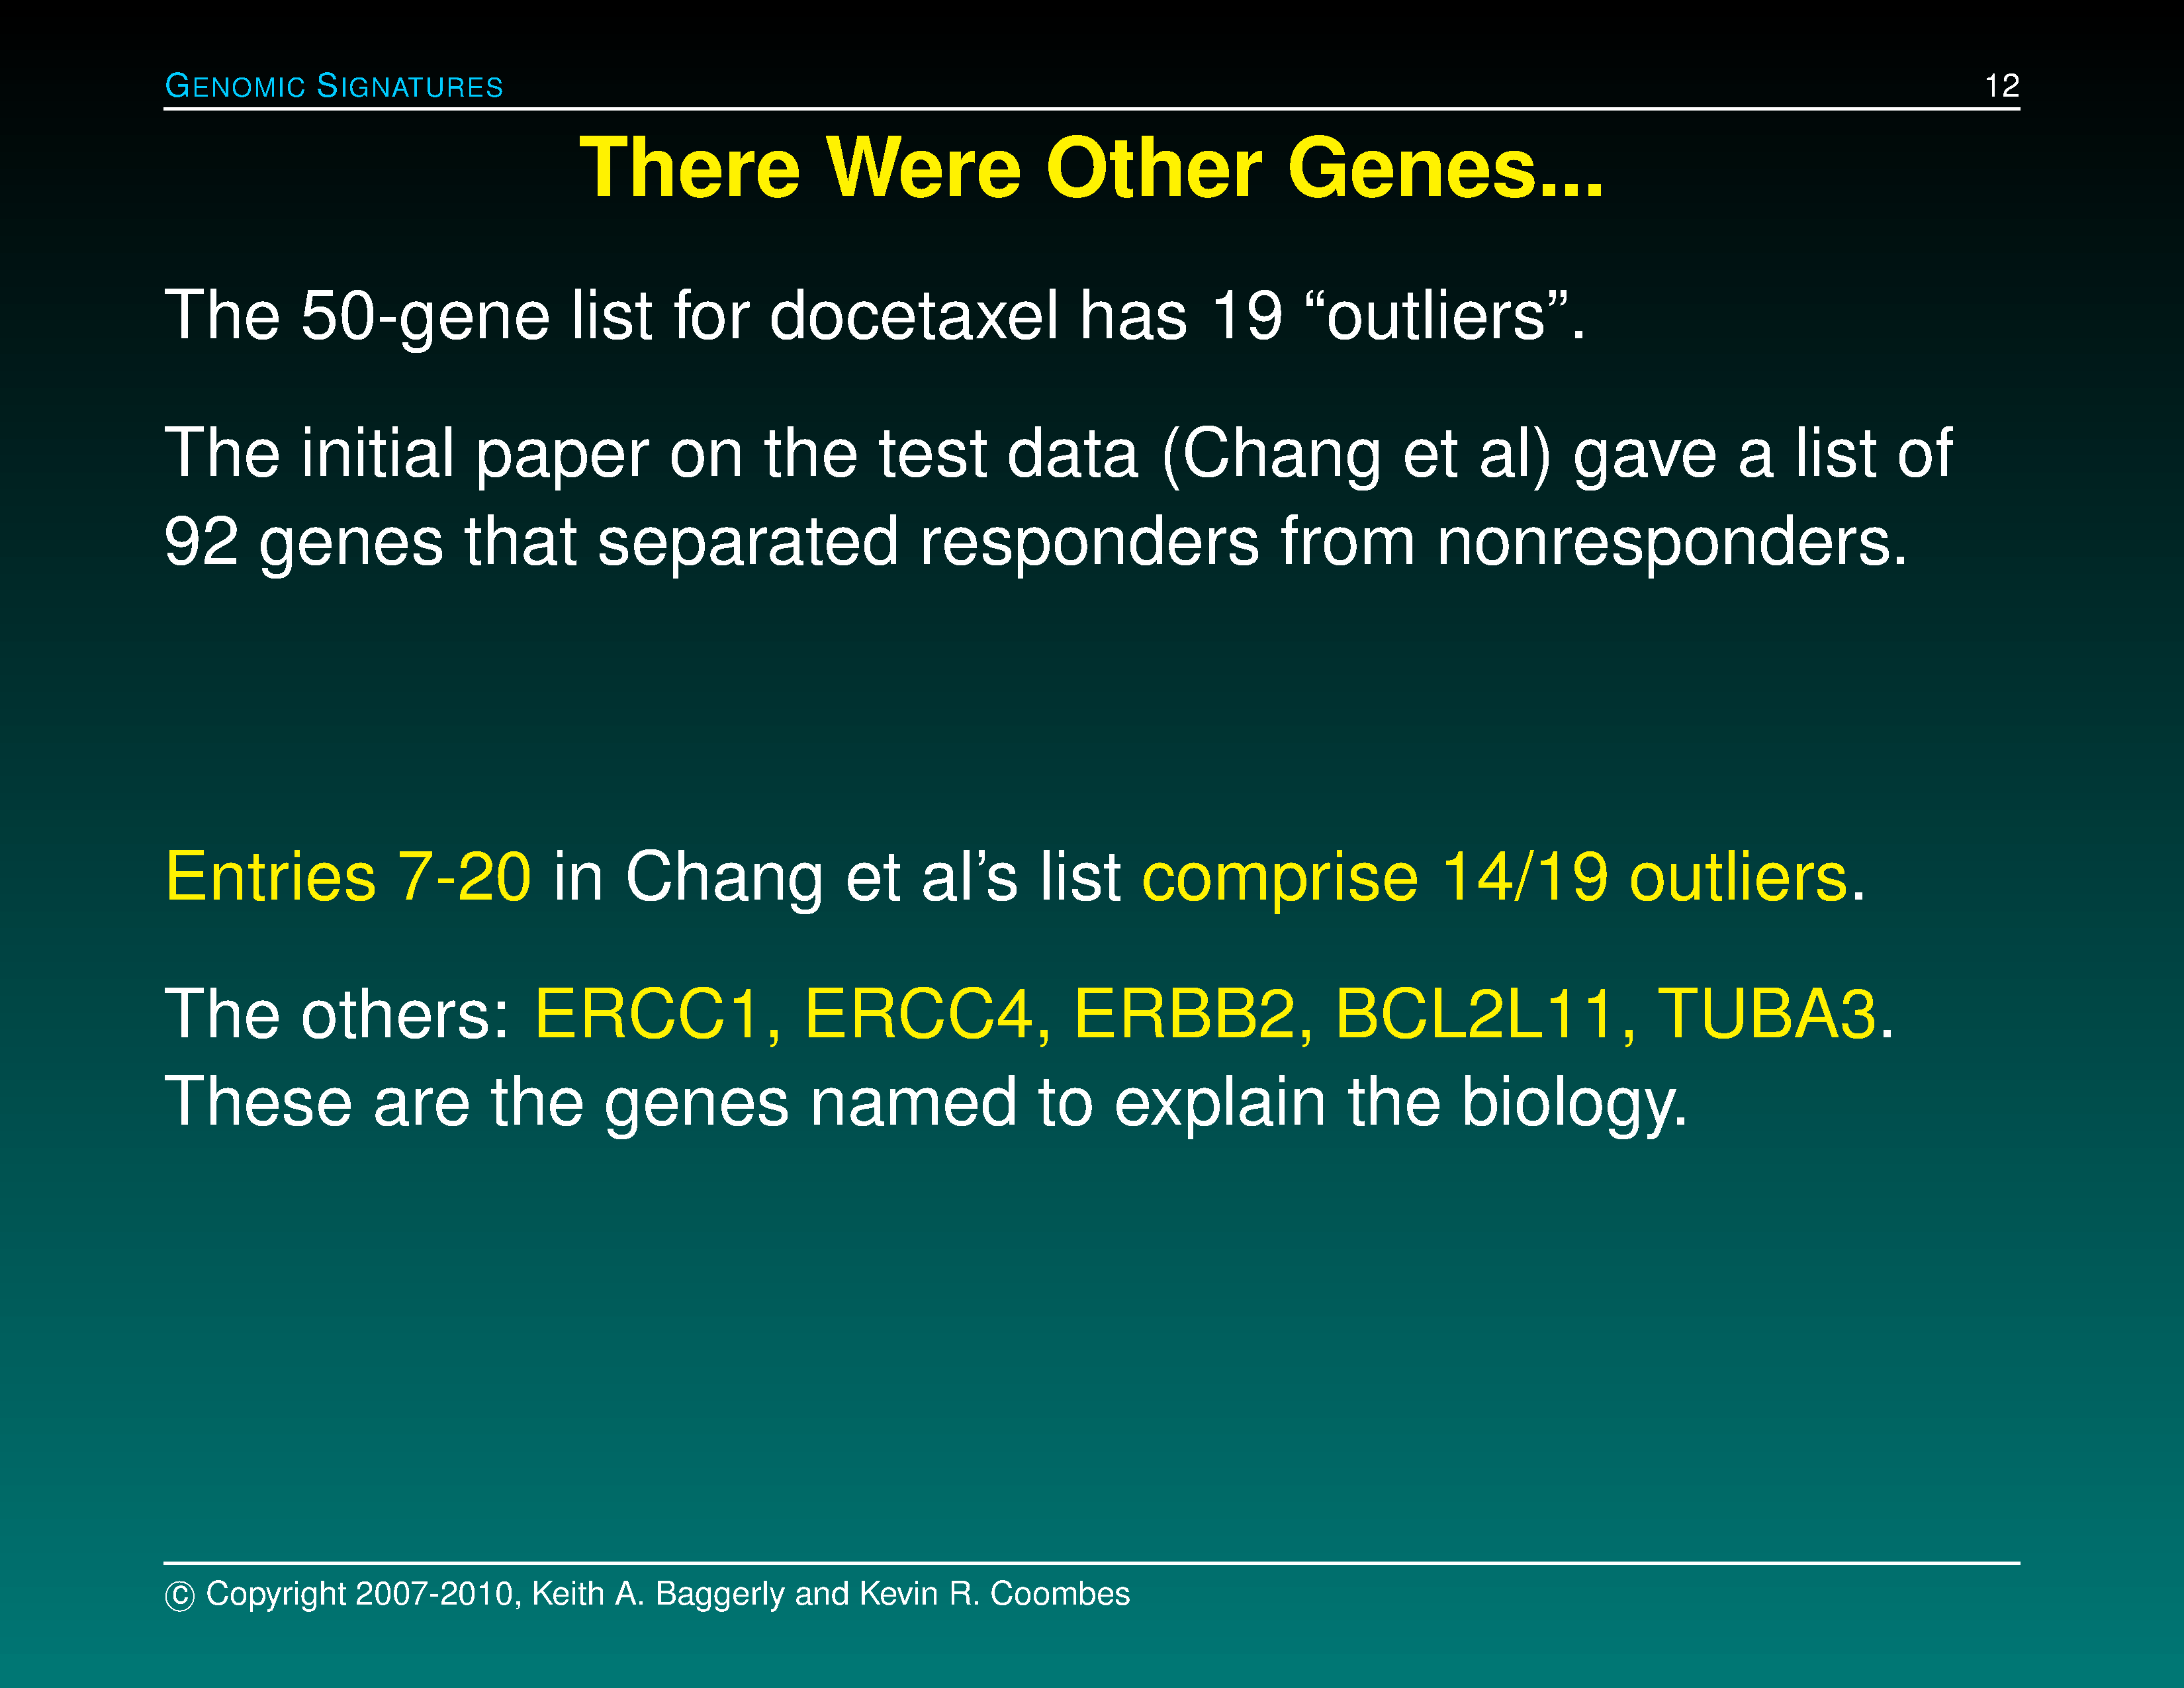 GENOMIC SIGNATURES 12
There Were Other Genes...
The 50-gene list for docetaxel has 19 “outliers”.
The initial paper on the test data (Chang et al) gave a list of
92 genes that separated responders from nonresponders.
Entries 7-20 in Chang et al’s list comprise 14/19 outliers.
The others: ERCC1, ERCC4, ERBB2, BCL2L11, TUBA3.
These are the genes named to explain the biology.
© Copyright 2007-2010, Keith A. Baggerly and Kevin R. Coombes